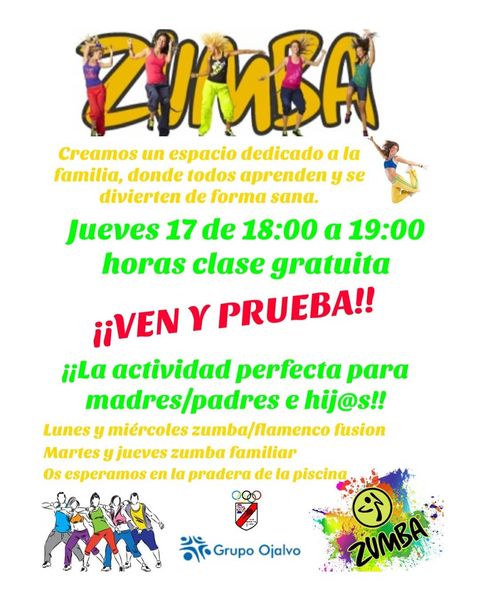 ZUMBA
Creamos un espacio dedicado a la
familia, donde todos aprenden y se
divierten de forma sana.
Jueves 17 de 18:00 a 19:00
horas clase gratuita
¡¡VEN Y PRUEBA!!
¡¡La actividad perfecta para
madres/padres e hij@s!!
Lunes y miércoles zumba/flamenco fusion
Martes y jueves zumba familiar
Os esperamos en la pradera de la piscina
Grupo Ojalvo
ZUMBA